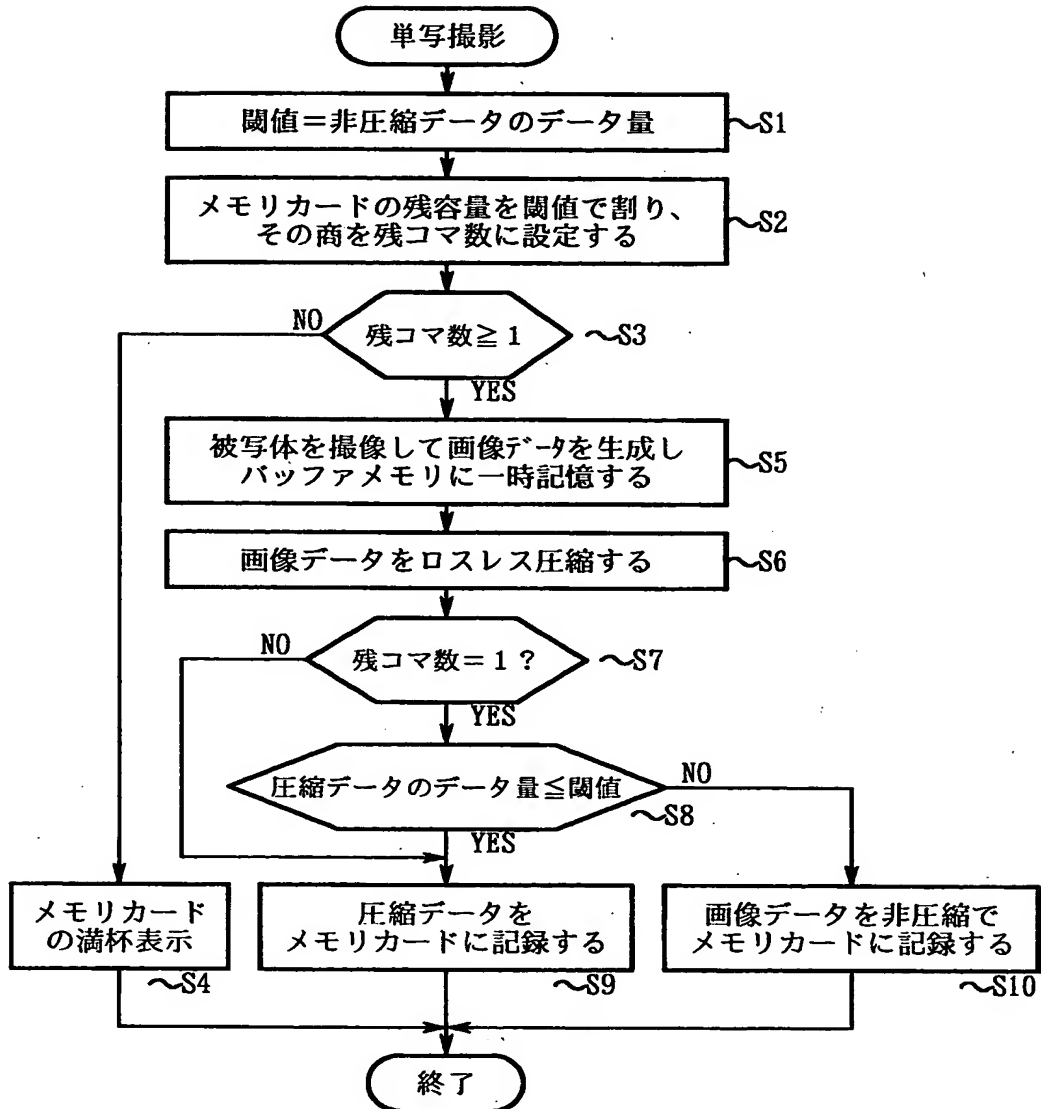 単写撮影
閾値＝非圧縮データのデータ量
～S1
メモリカードの残容量を閾値で割り、
その商を残コマ数に設定する
～S2
残コマ数≧１
～S3
NO
YES
被写体を撮像して画像ﾃﾞｰﾀを生成し
バッファメモリに一時記憶する
～S5
画像データをロスレス圧縮する
～S6
残コマ数＝１？
～S7
NO
YES
圧縮データのデータ量≦閾値
～S8
NO
YES
メモリカード
の満杯表示
～S4
圧縮データを
メモリカードに記録する
～S9
画像データを非圧縮で
メモリカードに記録する
～S10
終了